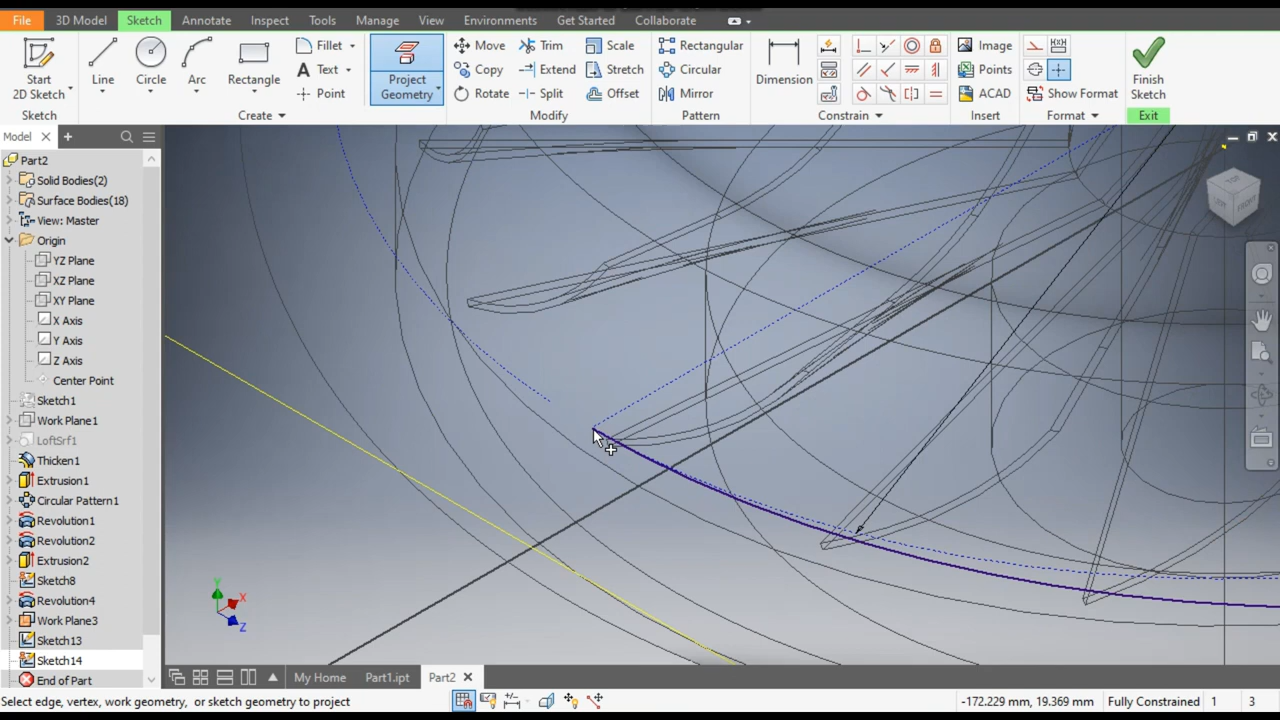 File 3D Model Sketch Annotate Inspect Tools Manage View Environments Get Started Collaborate
Start 2D Sketch Line Circle Arc Rectangle Fillet Text Point Project Geometry Move Copy Rotate Trim Extend Split Scale Stretch Offset Rectangular Circular Mirror Dimension Image Points ACAD Show Format Finish Sketch
Sketch Create Modify Pattern Constrain Insert Format Exit
Model
Part2
Solid Bodies(2)
Surface Bodies(18)
View: Master
Origin
YZ Plane
XZ Plane
XY Plane
X Axis
Y Axis
Z Axis
Center Point
Sketch1
Work Plane1
LoftSrf1
Thicken1
Extrusion1
Circular Pattern1
Revolution1
Revolution2
Extrusion2
Sketch8
Revolution4
Work Plane3
Sketch13
Sketch14
End of Part
TOP LEFT FRONT
Y
X
Z
My Home Part1.ipt Part2
Select edge, vertex, work geometry, or sketch geometry to project -172.229 mm, 19.369 mm Fully Constrained 1 3